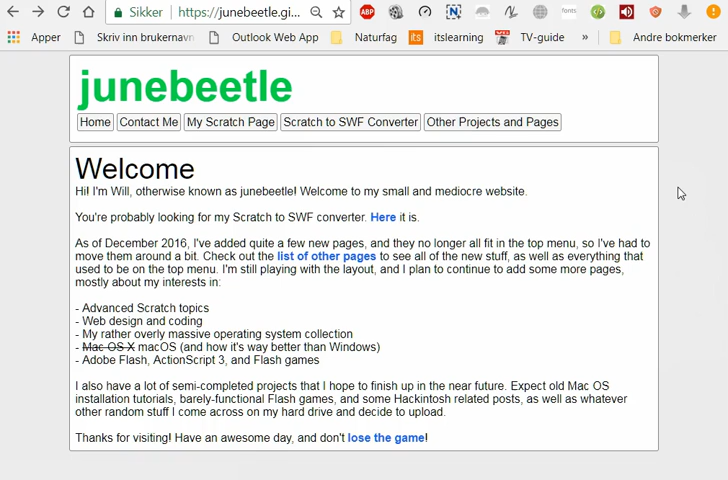 Sikker https://junebeetle.gi
ABP
Apper Skriv inn brukernavn Outlook Web App Naturfag its itslearning TV-guide » Andre bokmerker
junebeetle
Home Contact Me My Scratch Page Scratch to SWF Converter Other Projects and Pages
Welcome
Hi! I'm Will, otherwise known as junebeetle! Welcome to my small and mediocre website.
You're probably looking for my Scratch to SWF converter. Here it is.
As of December 2016, I've added quite a few new pages, and they no longer all fit in the top menu, so I've had to
move them around a bit. Check out the list of other pages to see all of the new stuff, as well as everything that
used to be on the top menu. I'm still playing with the layout, and I plan to continue to add some more pages,
mostly about my interests in:
- Advanced Scratch topics
- Web design and coding
- My rather overly massive operating system collection
- Mac OS X macOS (and how it's way better than Windows)
- Adobe Flash, ActionScript 3, and Flash games
I also have a lot of semi-completed projects that I hope to finish up in the near future. Expect old Mac OS
installation tutorials, barely-functional Flash games, and some Hackintosh related posts, as well as whatever
other random stuff I come across on my hard drive and decide to upload.
Thanks for visiting! Have an awesome day, and don't lose the game!